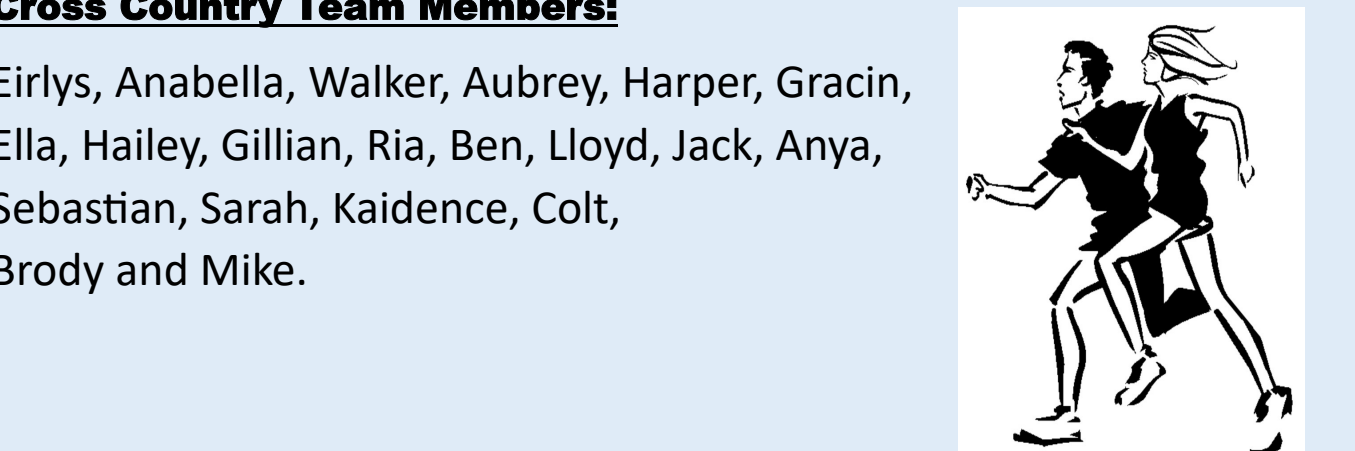 Cross Country Team Members:
Eirlys, Anabella, Walker, Aubrey, Harper, Gracin,
Ella, Hailey, Gillian, Ria, Ben, Lloyd, Jack, Anya,
Sebastian, Sarah, Kaidence, Colt,
Brody and Mike.